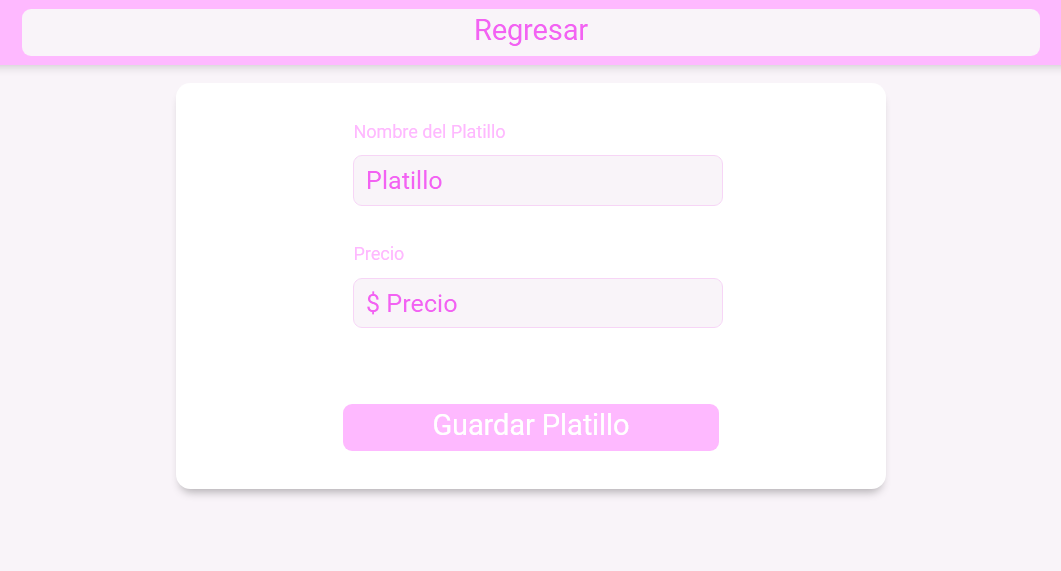 Regresar
Nombre del Platillo
Platillo
Precio
$ Precio
Guardar Platillo